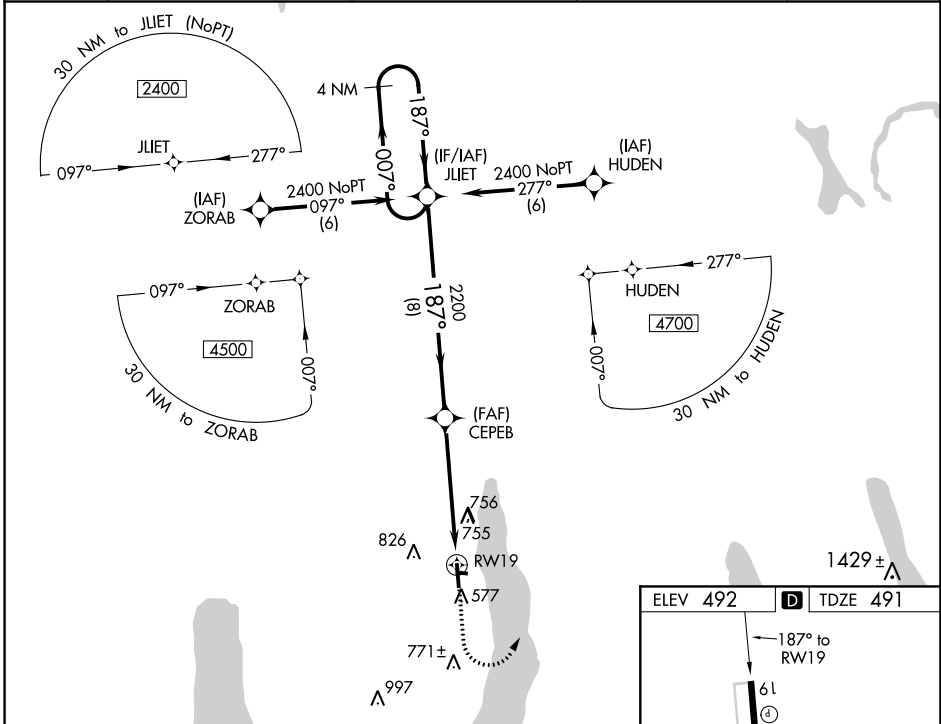 30 NM to JLIET (NoPT)
2400
JLIET
097°
277°
4 NM
187°
007°
(IF/IAF)
JLIET
(IAF)
HUDEN
2400 NoPT
277°
(6)
(IAF)
ZORAB
2400 NoPT
097°
(6)
2200
187°
(8)
097°
ZORAB
4500
007°
30 NM to ZORAB
277°
HUDEN
4700
007°
30 NM to HUDEN
(FAF)
CEPEB
756
755
826
RW19
577
771±
997
1429±
ELEV 492 D TDZE 491
187° to
RW19
19
P